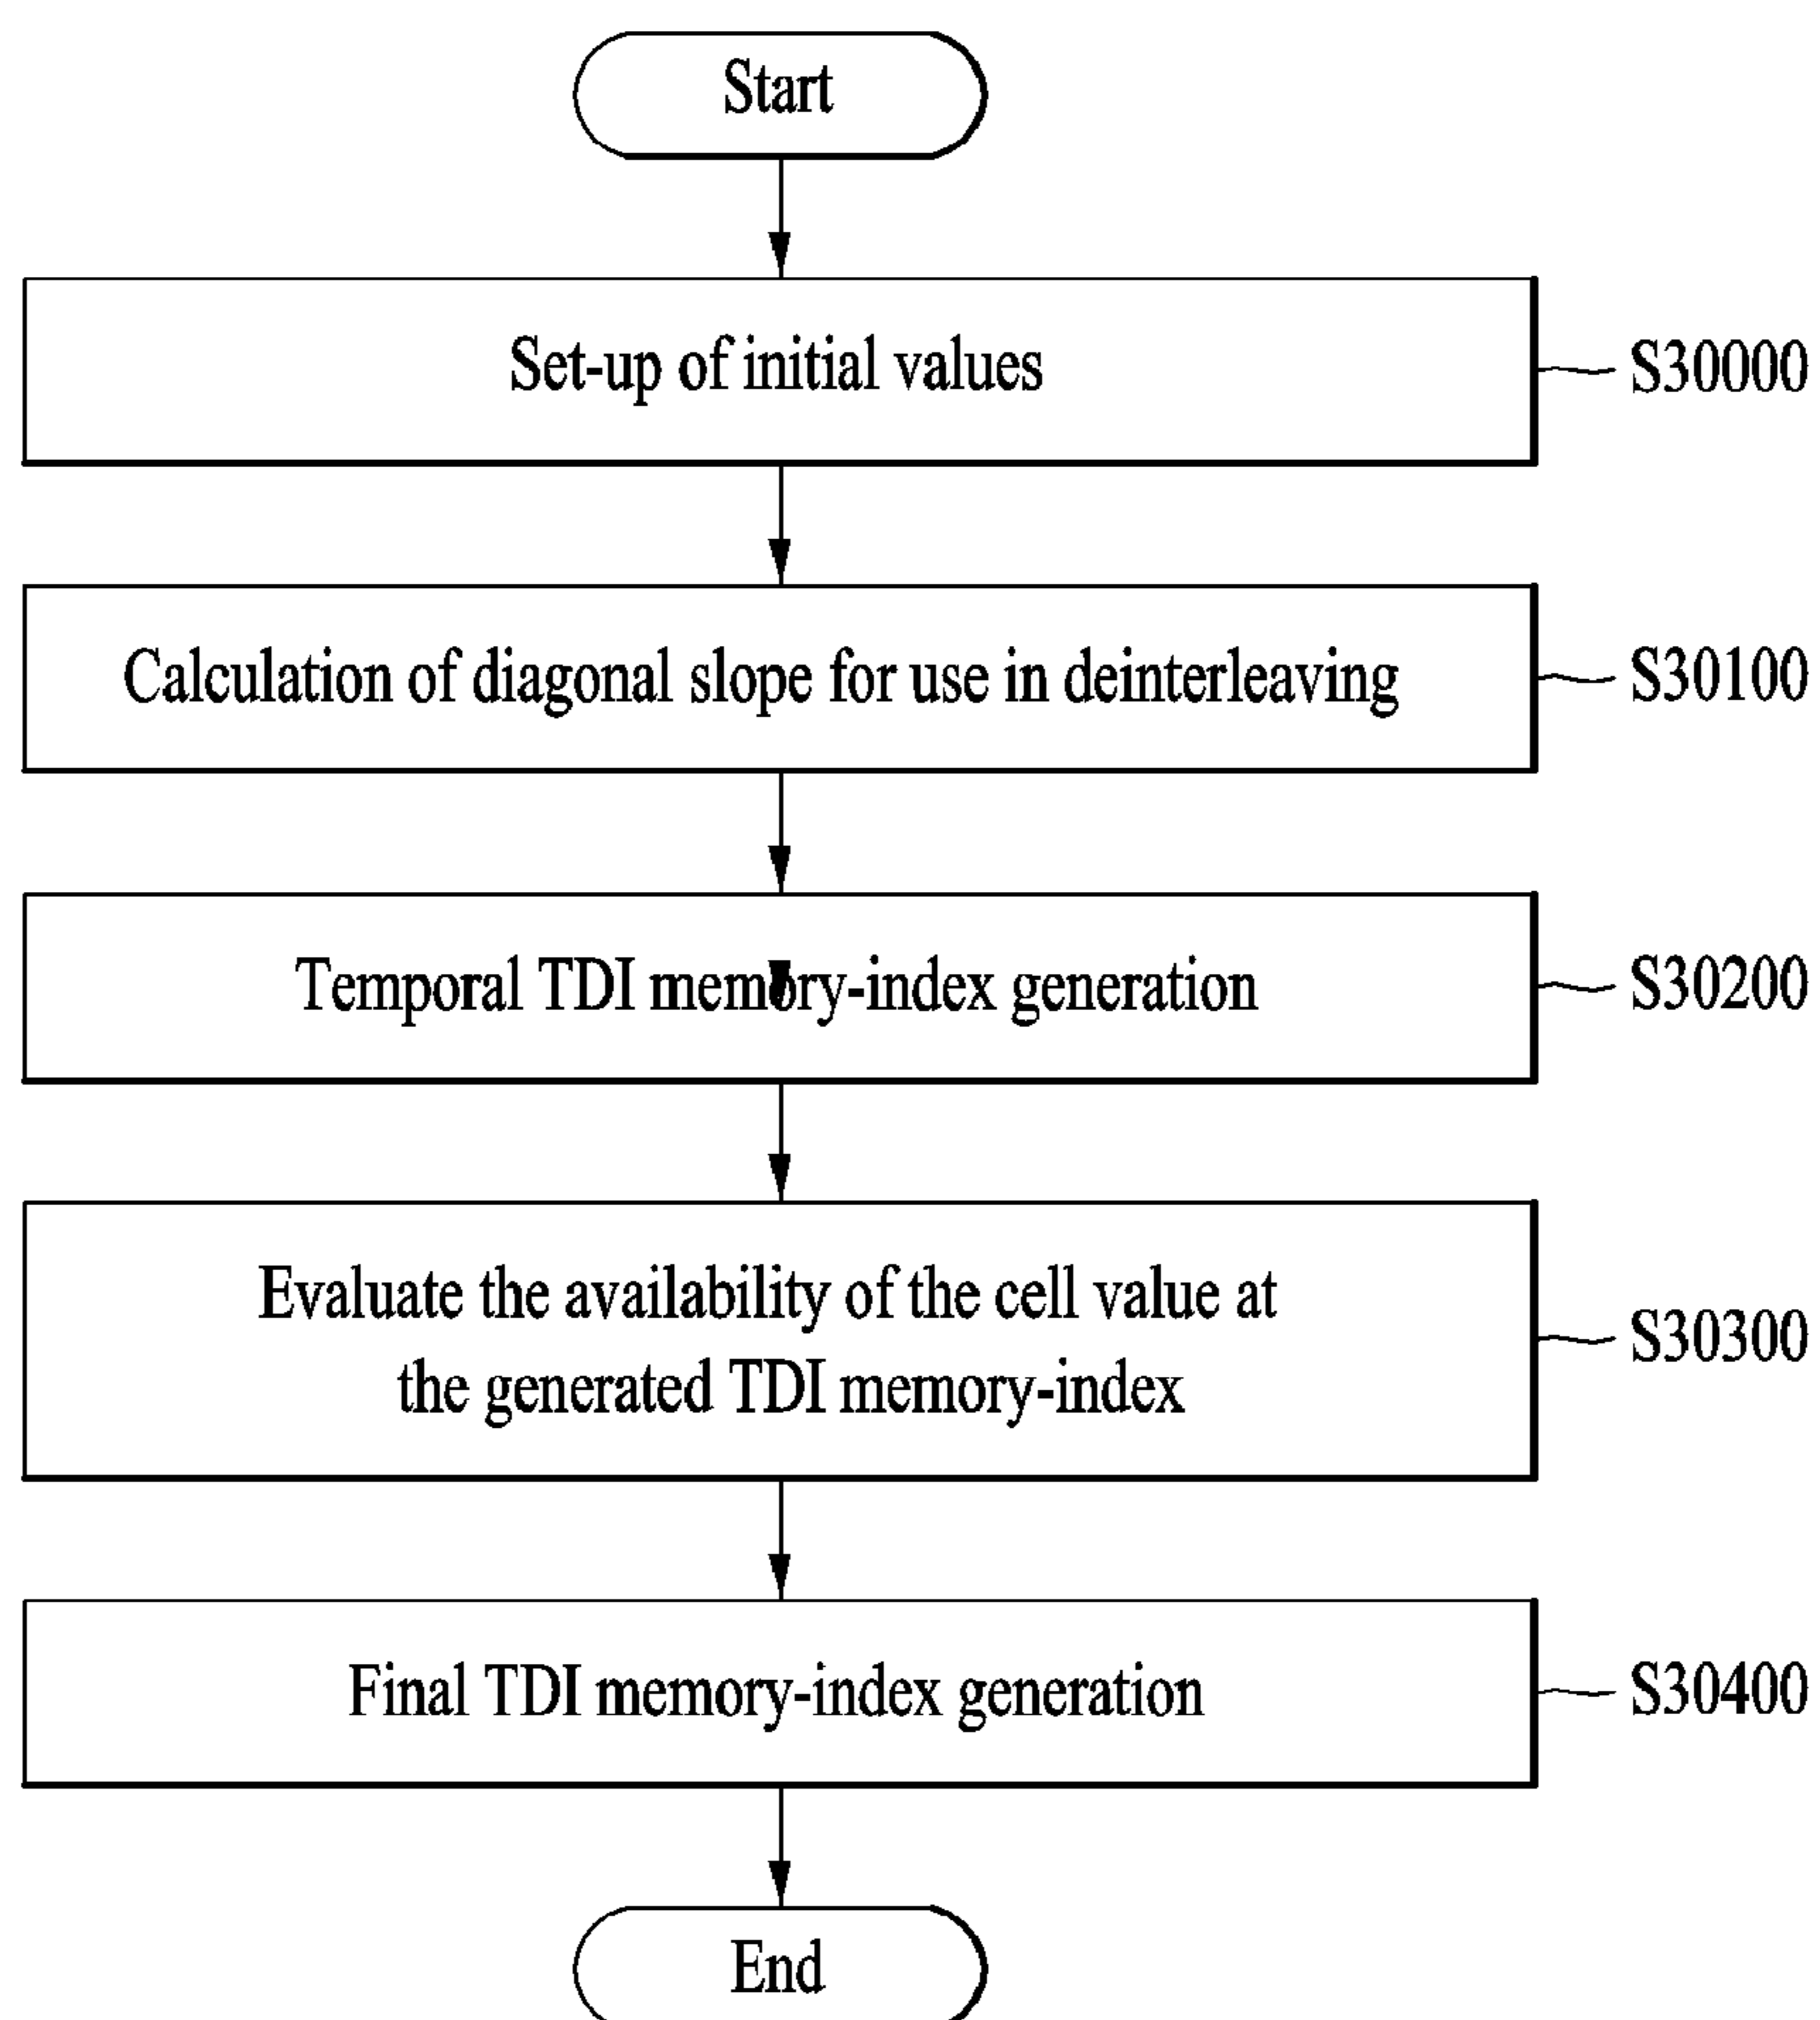 Start
Set-up of initial values
S30000
Calculation of diagonal slope for use in deinterleaving
S30100
Temporal TDI memory-index generation
S30200
Evaluate the availability of the cell value at
the generated TDI memory-index
S30300
Final TDI memory-index generation
S30400
End